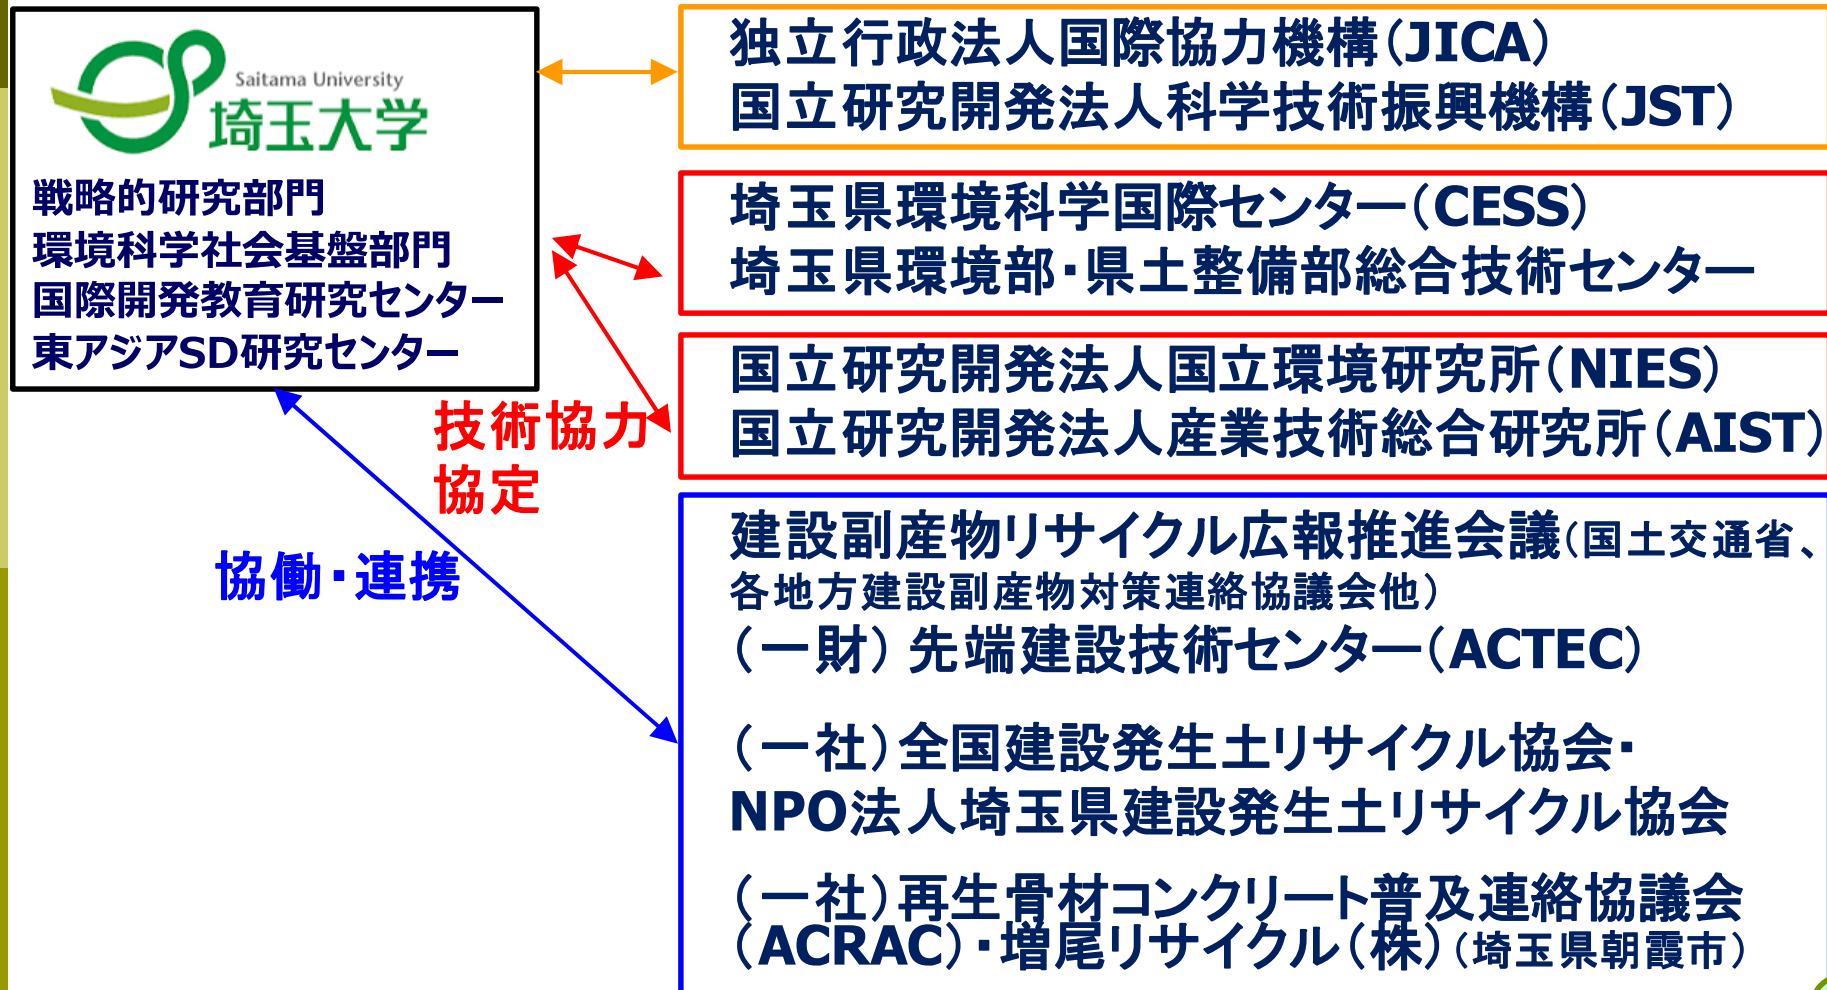 Saitama University
埼玉大学
戦略的研究部門
環境科学社会基盤部門
国際開発教育研究センター
東アジアSD研究センター
独立行政法人国際協力機構(JICA)
国立研究開発法人科学技術振興機構(JST)
埼玉県環境科学国際センター(CESS)
埼玉県環境部・県土整備部総合技術センター
国立研究開発法人国立環境研究所(NIES)
国立研究開発法人産業技術総合研究所(AIST)
技術協力
協定
協働・連携
建設副産物リサイクル広報推進会議(国土交通省、
各地方建設副産物対策連絡協議会他)
(一財)先端建設技術センター(ACTEC)
(一社)全国建設発生土リサイクル協会・
NPO法人埼玉県建設発生土リサイクル協会
(一社)再生骨材コンクリート普及連絡協議会
(ACRAC)・増尾リサイクル(株)(埼玉県朝霞市)